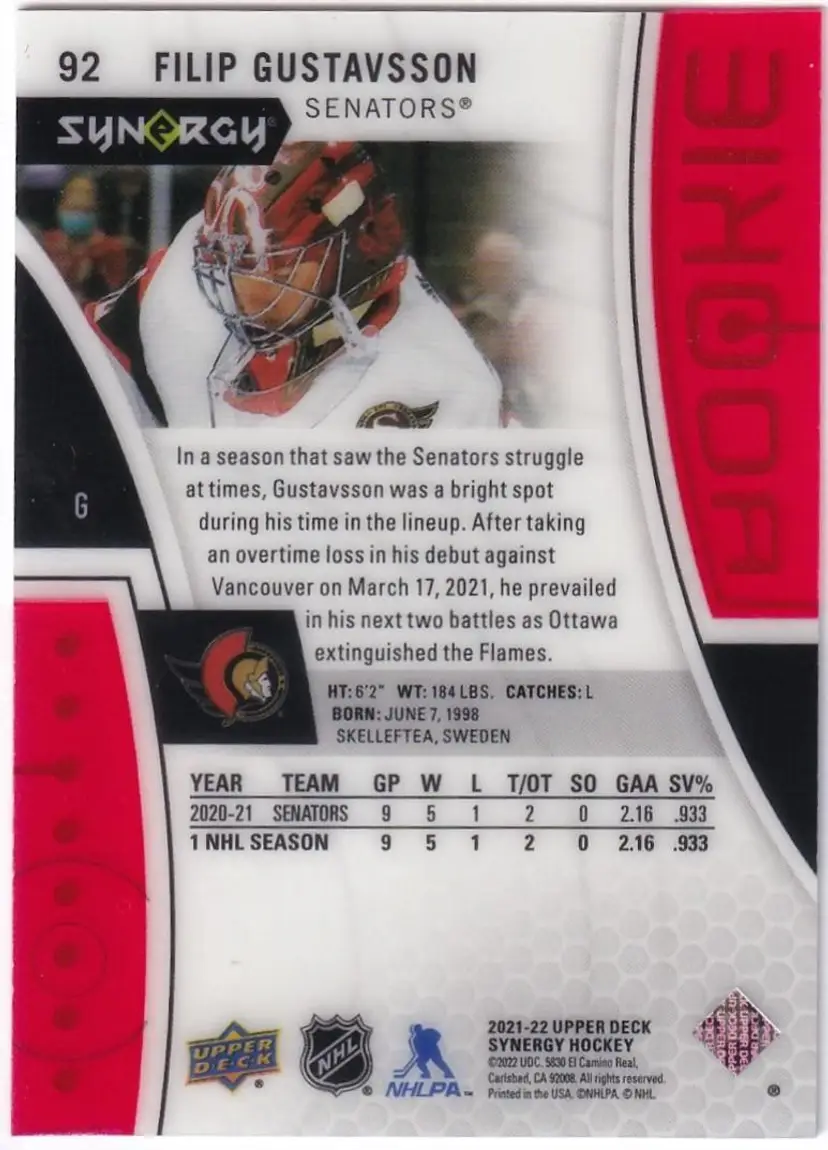 92 FILIP GUSTAVSSON
SENATORS®
SYNERGY®
ROOKIE
G
In a season that saw the Senators struggle
at times, Gustavsson was a bright spot
during his time in the lineup. After taking
an overtime loss in his debut against
Vancouver on March 17, 2021, he prevailed
in his next two battles as Ottawa
extinguished the Flames.
HT: 6'2" WT: 184 LBS. CATCHES: L
BORN: JUNE 7, 1998
SKELLEFTEA, SWEDEN
YEAR TEAM GP W L T/OT SO GAA SV%
2020-21 SENATORS 9 5 1 2 0 2.16 .933
1 NHL SEASON 9 5 1 2 0 2.16 .933
UPPER
DECK ®
NHL ®
NHLPA™
2021-22 UPPER DECK
SYNERGY HOCKEY
©2022 UDC. 5830 El Camino Real,
Carlsbad, CA 92008. All rights reserved.
Printed in the USA. ©NHLPA. © NHL.
®